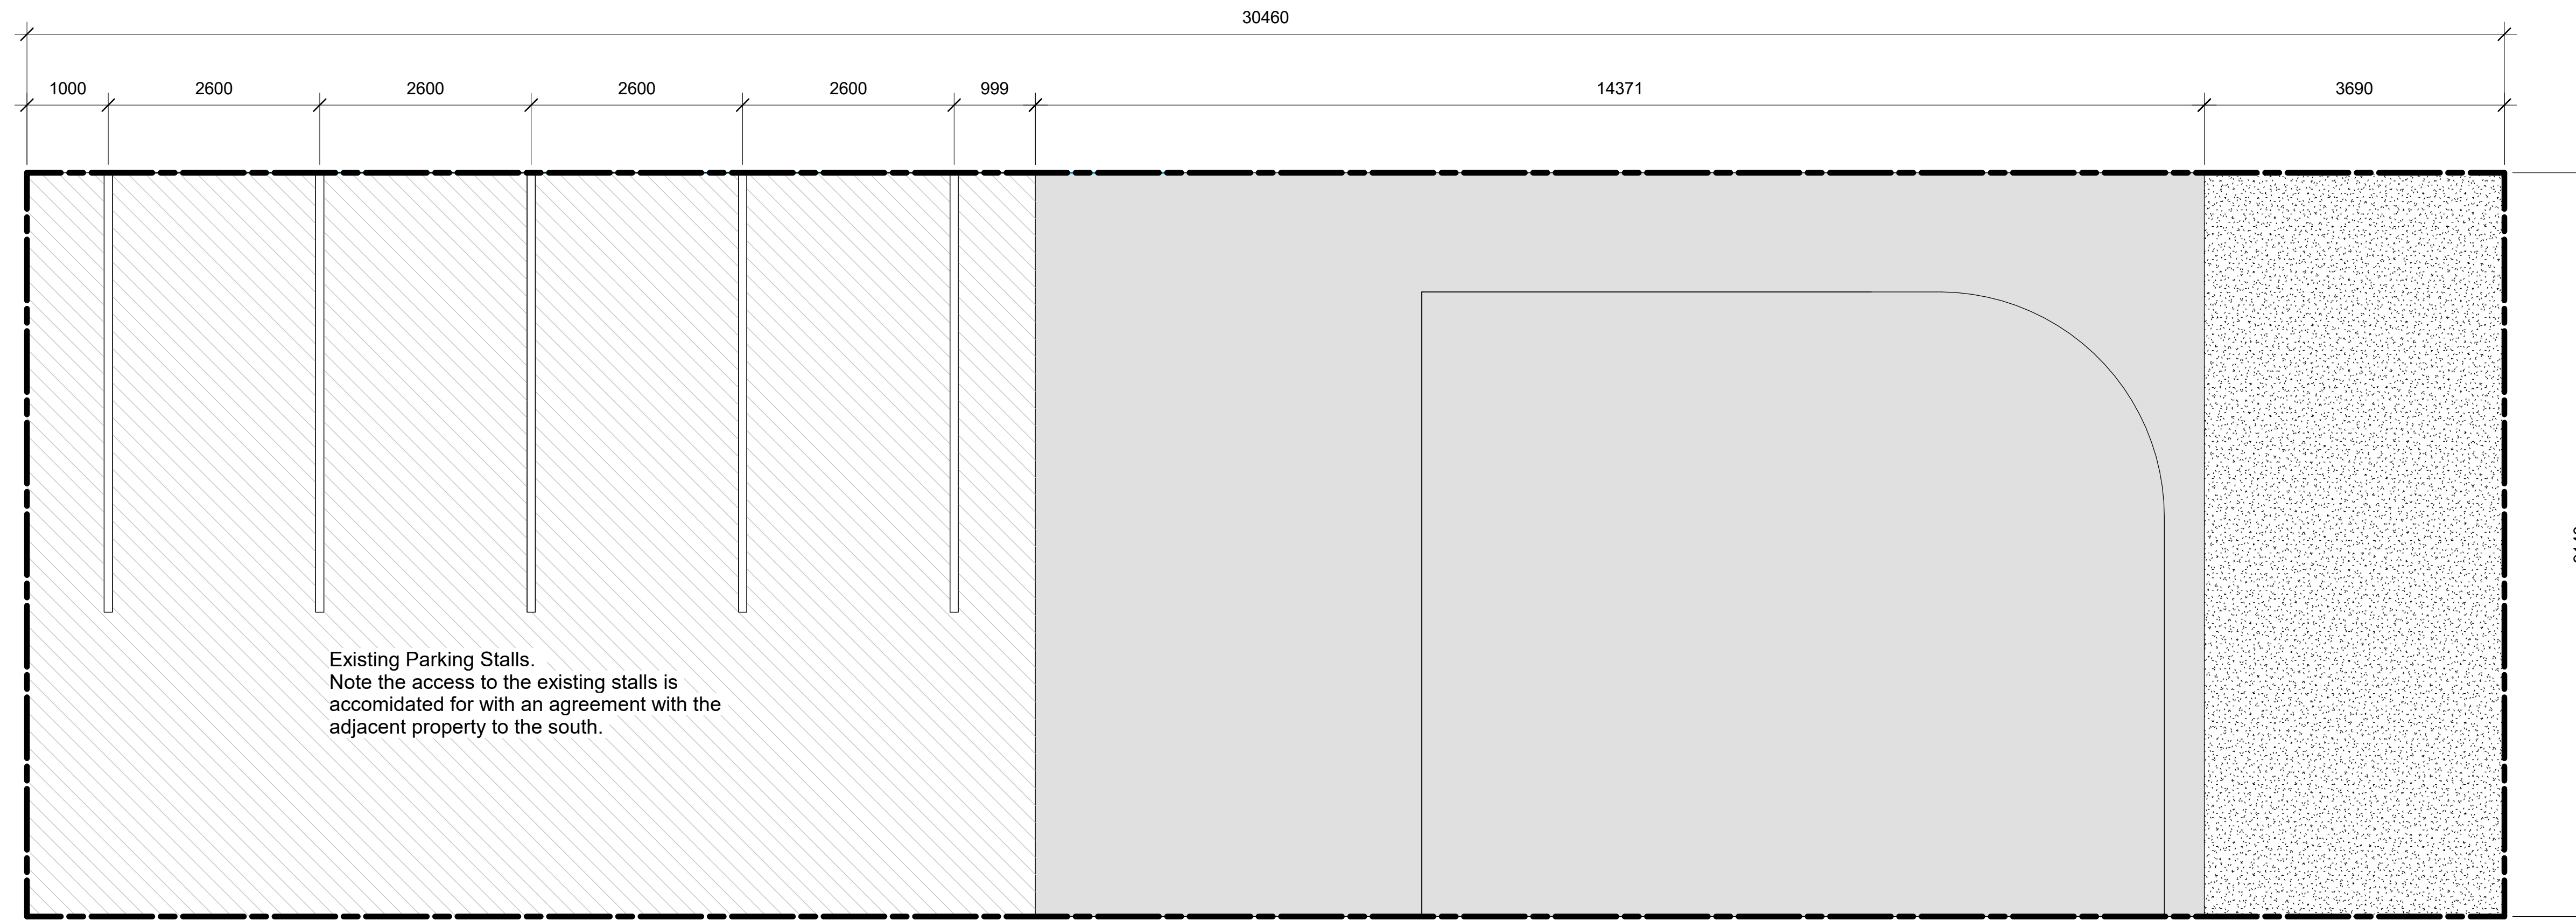 30460
1000 2600 2600 2600 2600 999 14371 3690
Existing Parking Stalls.
Note the access to the existing stalls is
accomidated for with an agreement with the
adjacent property to the south.